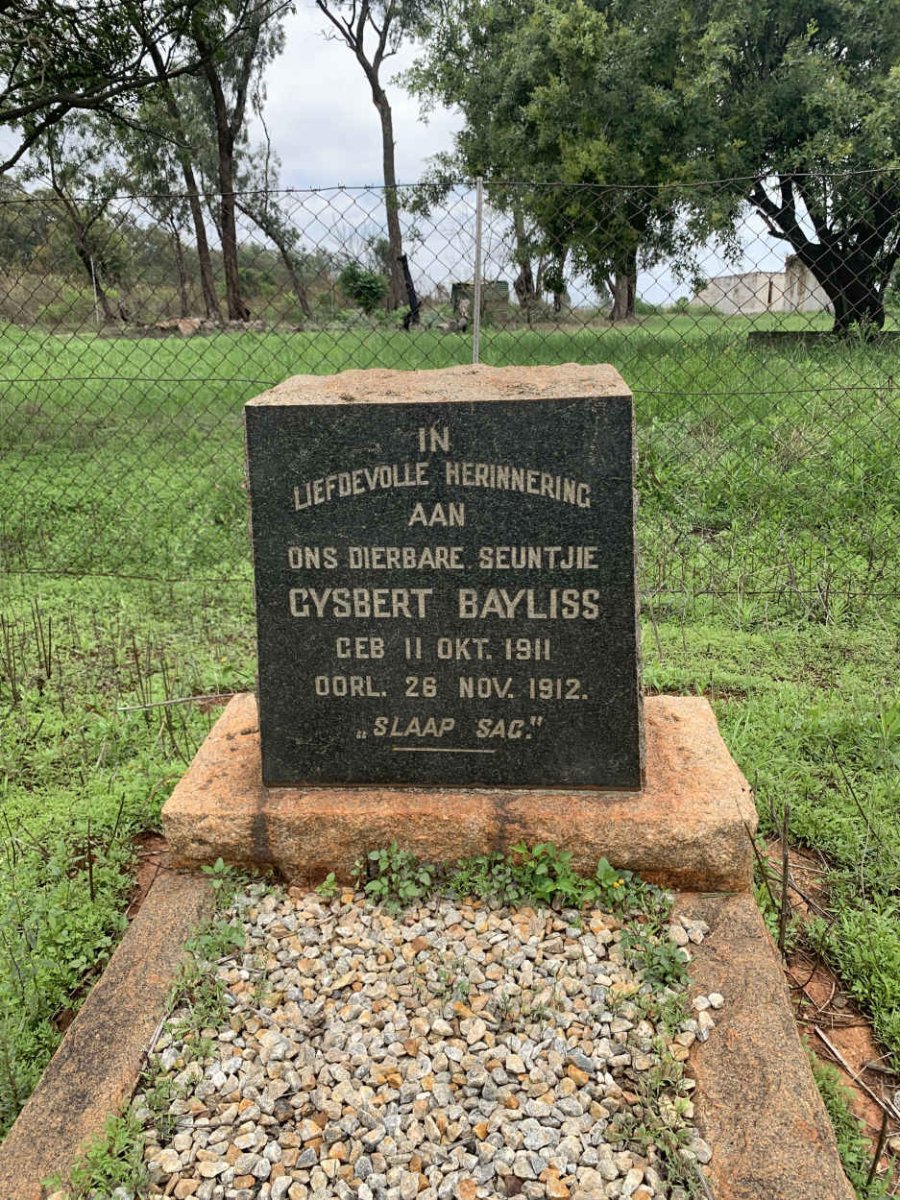 IN
LIEFDEVOLLE HERINNERING
AAN
ONS DIERBARE SEUNTJIE
GYSBERT BAYLISS
GEB 11 OKT. 1911
OORL. 26 NOV. 1912.
„SLAAP SAG."